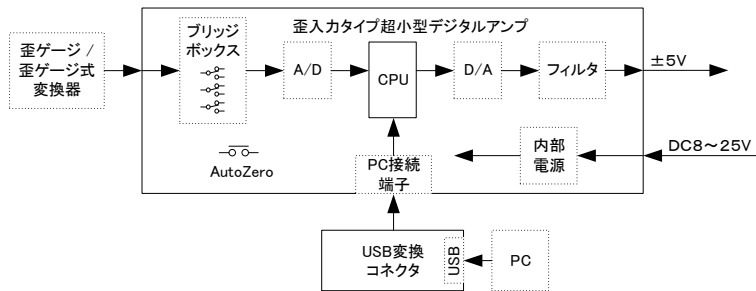 歪入力タイプ超小型デジタルアンプ
歪ゲージ /
歪ゲージ式
変換器
ブリッジ
ボックス
A/D
CPU
D/A
フィルタ
±5V
AutoZero
PC接続
端子
内部
電源
DC8～25V
USB変換
コネクタ
USB
PC